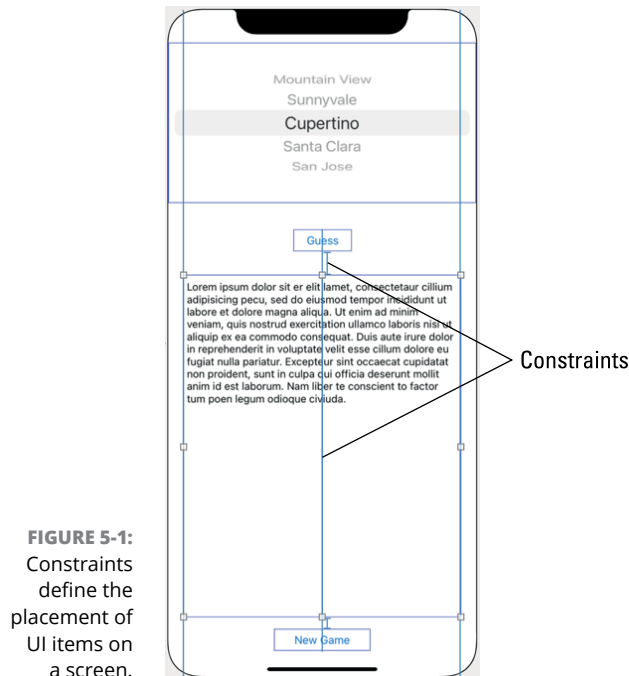 Mountain View
Sunnyvale
Cupertino
Santa Clara
San Jose
Guess
Lorem ipsum dolor sit er elit lamet, consectetaur cillium
adipisicing pecu, sed do eiusmod tempor incididunt ut
labore et dolore magna aliqua. Ut enim ad minim
veniam, quis nostrud exercitation ullamco laboris nisi ut
aliquip ex ea commodo consequat. Duis aute irure dolor
in reprehenderit in voluptate velit esse cillum dolore eu
fugiat nulla pariatur. Excepteur sint occaecat cupidatat
non proident, sunt in culpa qui officia deserunt mollit
anim id est laborum. Nam liber te conscient to factor
tum poen legum odioque civiuda.
Constraints
New Game
FIGURE 5-1:
Constraints
define the
placement of
UI items on
a screen.